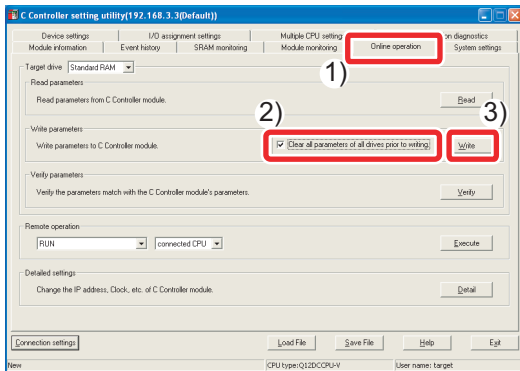 C Controller setting utility(192.168.3.3(Default))
Device settings I/O assignment settings Multiple CPU setting on diagnostics
Module information Event history SRAM monitoring Module monitoring Online operation System settings
1)
Target drive Standard RAM
Read parameters
Read parameters from C Controller module. Read
2) 3)
Write parameters
Write parameters to C Controller module. Clear all parameters of all drives prior to writing. Write
Verify parameters
Verify the parameters match with the C Controller module's parameters. Verify
Remote operation
RUN connected CPU Execute
Detailed settings
Change the IP address, Clock, etc. of C Controller module. Detail
Connection settings Load File Save File Help Exit
New CPU type:Q12DCCPU-V User name: target